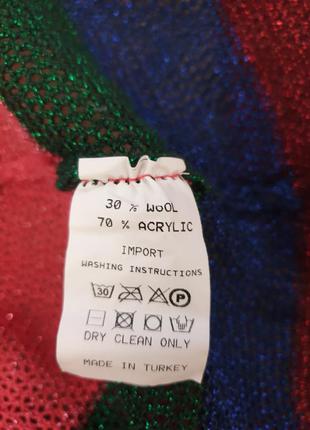 30 % WOOL
70 % ACRYLIC
IMPORT
WASHING INSTRUCTIONS
30 P
DRY CLEAN ONLY
MADE IN TURKEY